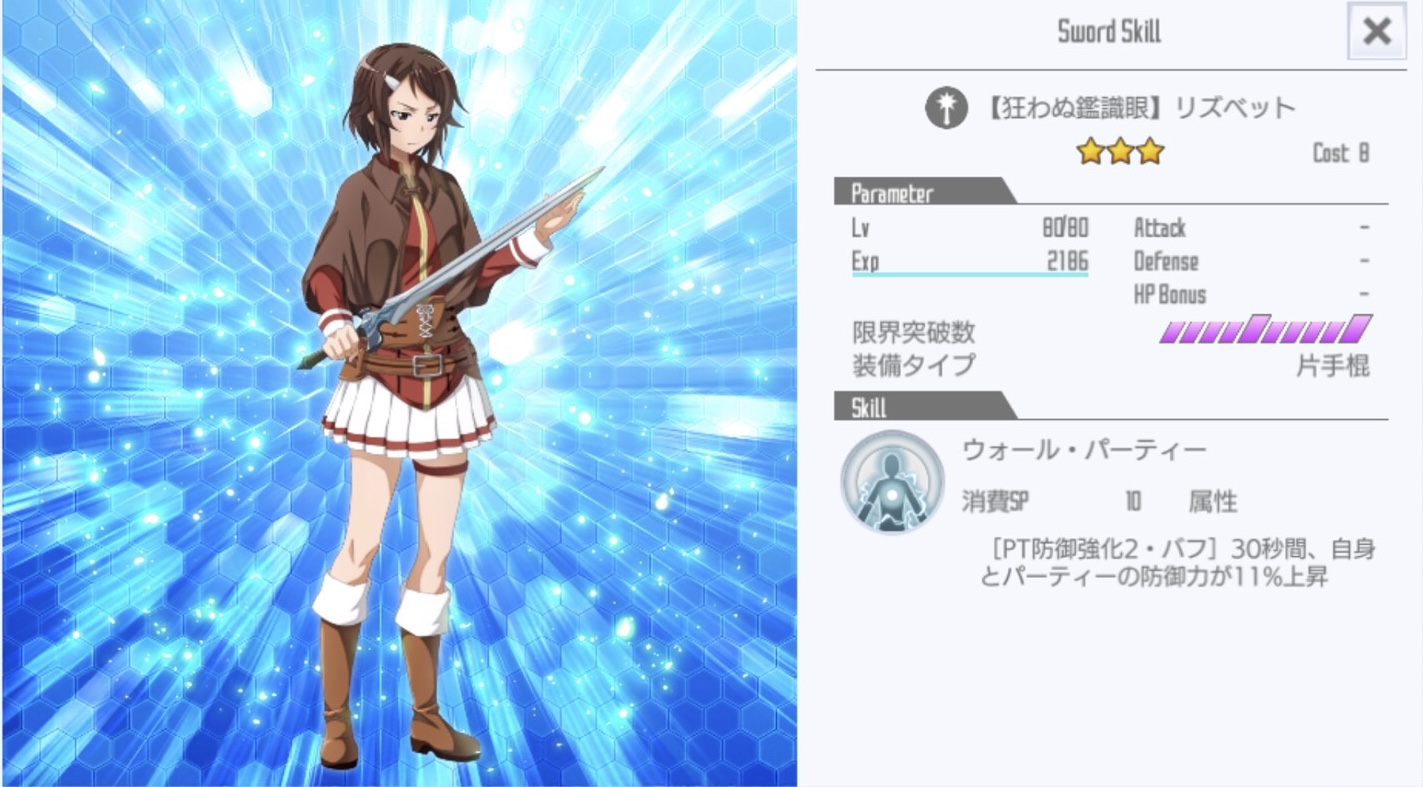 Sword Skill
【狂わぬ鑑識眼】リズベット
Cost 8
Parameter
Lv 80/80 Attack -
Exp 2186 Defense -
HP Bonus -
限界突破数
装備タイプ 片手棍
Skill
ウォール・パーティー
消費SP 10 属性
［PT防御強化2・バフ］30秒間、自身
とパーティーの防御力が11%上昇